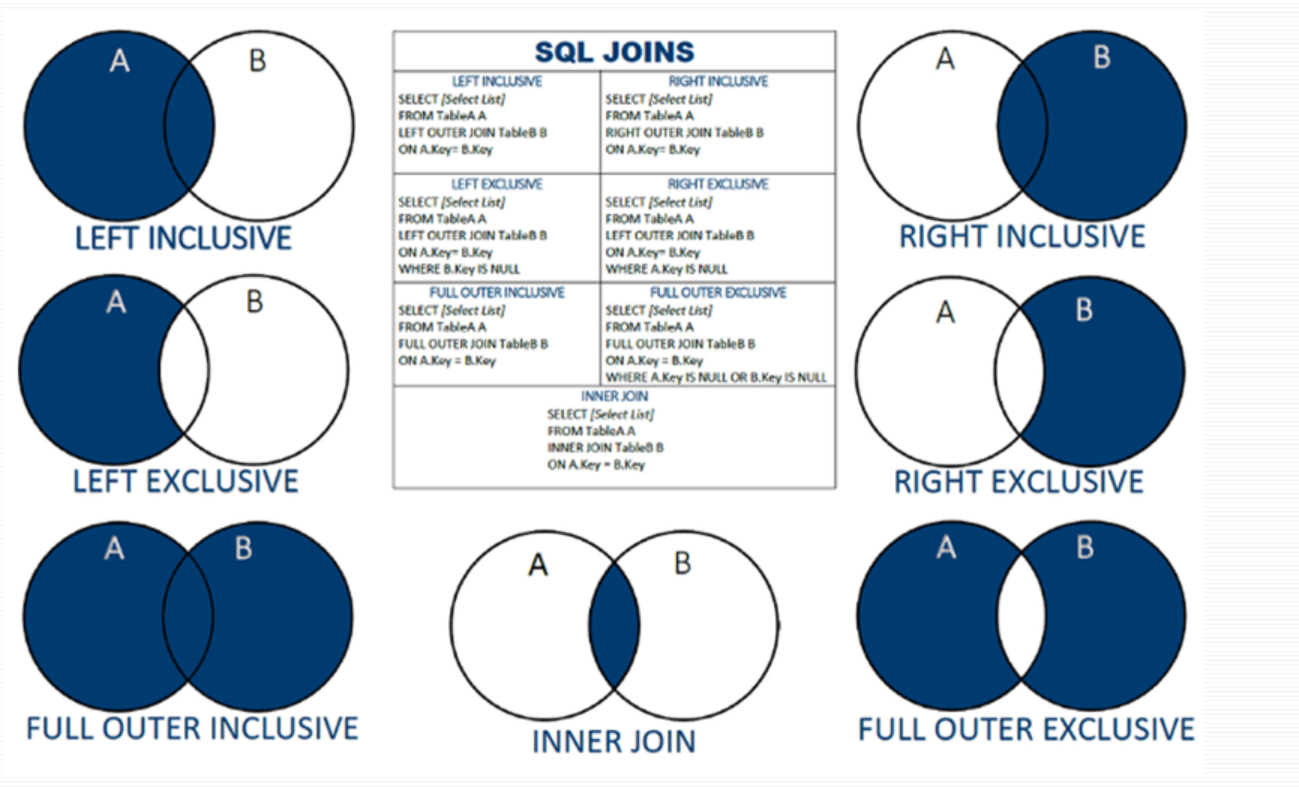 A B
LEFT INCLUSIVE
A B
LEFT EXCLUSIVE
A B
FULL OUTER INCLUSIVE
SQL JOINS
LEFT INCLUSIVE
SELECT [Select List]
FROM TableA A
LEFT OUTER JOIN TableB B
ON A.Key= B.Key
RIGHT INCLUSIVE
SELECT [Select List]
FROM TableA A
RIGHT OUTER JOIN TableB B
ON A.Key= B.Key
LEFT EXCLUSIVE
SELECT [Select List]
FROM TableA A
LEFT OUTER JOIN TableB B
ON A.Key= B.Key
WHERE B.Key IS NULL
RIGHT EXCLUSIVE
SELECT [Select List]
FROM TableA A
LEFT OUTER JOIN TableB B
ON A.Key= B.Key
WHERE A.Key IS NULL
FULL OUTER INCLUSIVE
SELECT [Select List]
FROM TableA A
FULL OUTER JOIN TableB B
ON A.Key = B.Key
FULL OUTER EXCLUSIVE
SELECT [Select List]
FROM TableA A
FULL OUTER JOIN TableB B
ON A.Key = B.Key
WHERE A.Key IS NULL OR B.Key IS NULL
INNER JOIN
SELECT [Select List]
FROM TableA A
INNER JOIN TableB B
ON A.Key = B.Key
A B
INNER JOIN
A B
RIGHT INCLUSIVE
A B
RIGHT EXCLUSIVE
A B
FULL OUTER EXCLUSIVE